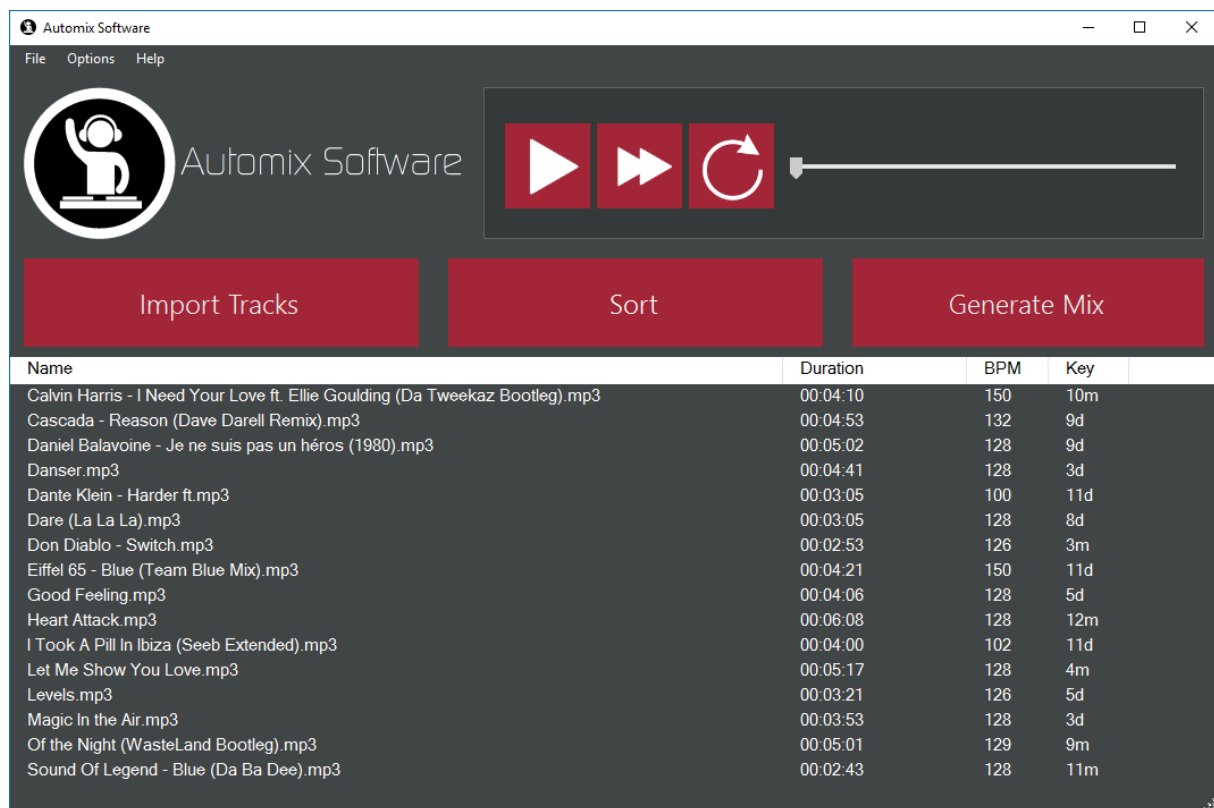 Automix Software
File Options Help
Automix Software
Import Tracks Sort Generate Mix
Name Duration BPM Key
Calvin Harris - I Need Your Love ft. Ellie Goulding (Da Tweekaz Bootleg).mp3 00:04:10 150 10m
Cascada - Reason (Dave Darell Remix).mp3 00:04:53 132 9d
Daniel Balavoine - Je ne suis pas un héros (1980).mp3 00:05:02 128 9d
Danser.mp3 00:04:41 128 3d
Dante Klein - Harder ft.mp3 00:03:05 100 11d
Dare (La La La).mp3 00:03:05 128 8d
Don Diablo - Switch.mp3 00:02:53 126 3m
Eiffel 65 - Blue (Team Blue Mix).mp3 00:04:21 150 11d
Good Feeling.mp3 00:04:06 128 5d
Heart Attack.mp3 00:06:08 128 12m
I Took A Pill In Ibiza (Seeb Extended).mp3 00:04:00 102 11d
Let Me Show You Love.mp3 00:05:17 128 4m
Levels.mp3 00:03:21 126 5d
Magic In the Air.mp3 00:03:53 128 3d
Of the Night (WasteLand Bootleg).mp3 00:05:01 129 9m
Sound Of Legend - Blue (Da Ba Dee).mp3 00:02:43 128 11m